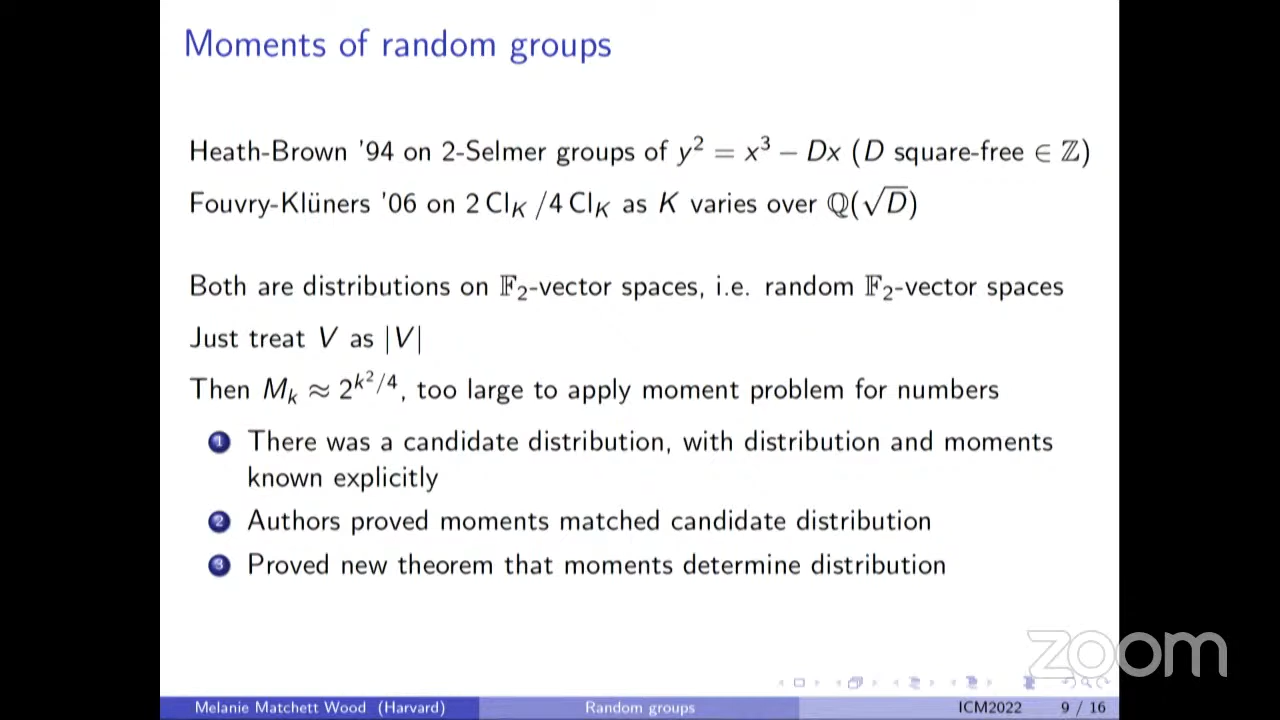 Moments of random groups
Heath-Brown '94 on 2-Selmer groups of y² = x³ − Dx (D square-free ∈ ℤ)
Fouvry-Klüners '06 on 2 Cl_K /4 Cl_K as K varies over ℚ(√D)
Both are distributions on 𝔽₂-vector spaces, i.e. random 𝔽₂-vector spaces
Just treat V as |V|
Then M_k ≈ 2^{k²/4}, too large to apply moment problem for numbers
1 There was a candidate distribution, with distribution and moments
known explicitly
2 Authors proved moments matched candidate distribution
3 Proved new theorem that moments determine distribution
zoom
Melanie Matchett Wood (Harvard) Random groups ICM2022 9 / 16